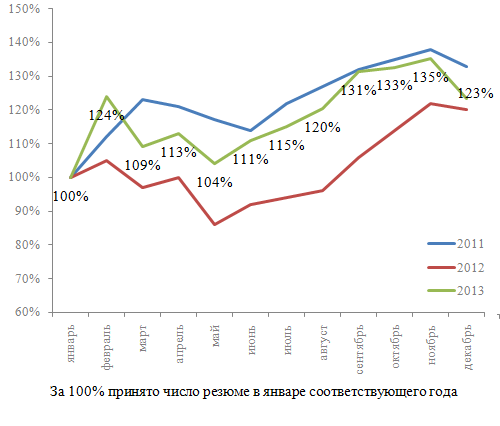 150%
140%
130%
120%
110%
100%
90%
80%
70%
60%
100%
124%
109%
113%
104%
111%
115%
120%
131%
133%
135%
123%
2011
2012
2013
январь
февраль
март
апрель
май
июнь
июль
август
сентябрь
октябрь
ноябрь
декабрь
За 100% принято число резюме в январе соответствующего года